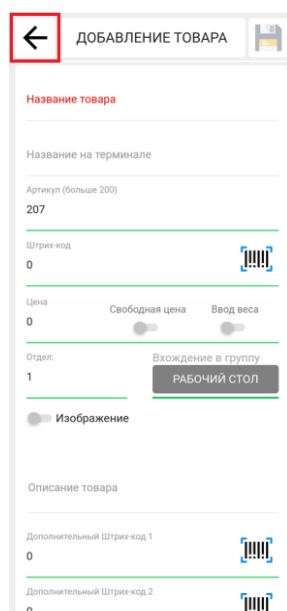 ДОБАВЛЕНИЕ ТОВАРА
Название товара
Название на терминале
Артикул (больше 200)
207
Штрих-код
0
Цена
Свободная цена
Ввод веса
0
Отдел:
Вхождение в группу
1
РАБОЧИЙ СТОЛ
Изображение
Описание товара
Дополнительный Штрих-код 1
0
Дополнительный Штрих-код 2
0